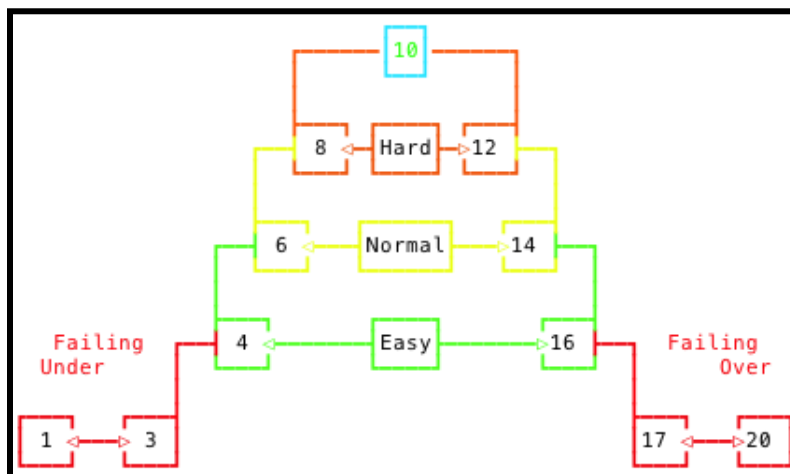 10
8 Hard 12
6 Normal 14
4 Easy 16
Failing
Under
Failing
Over
1 3 17 20